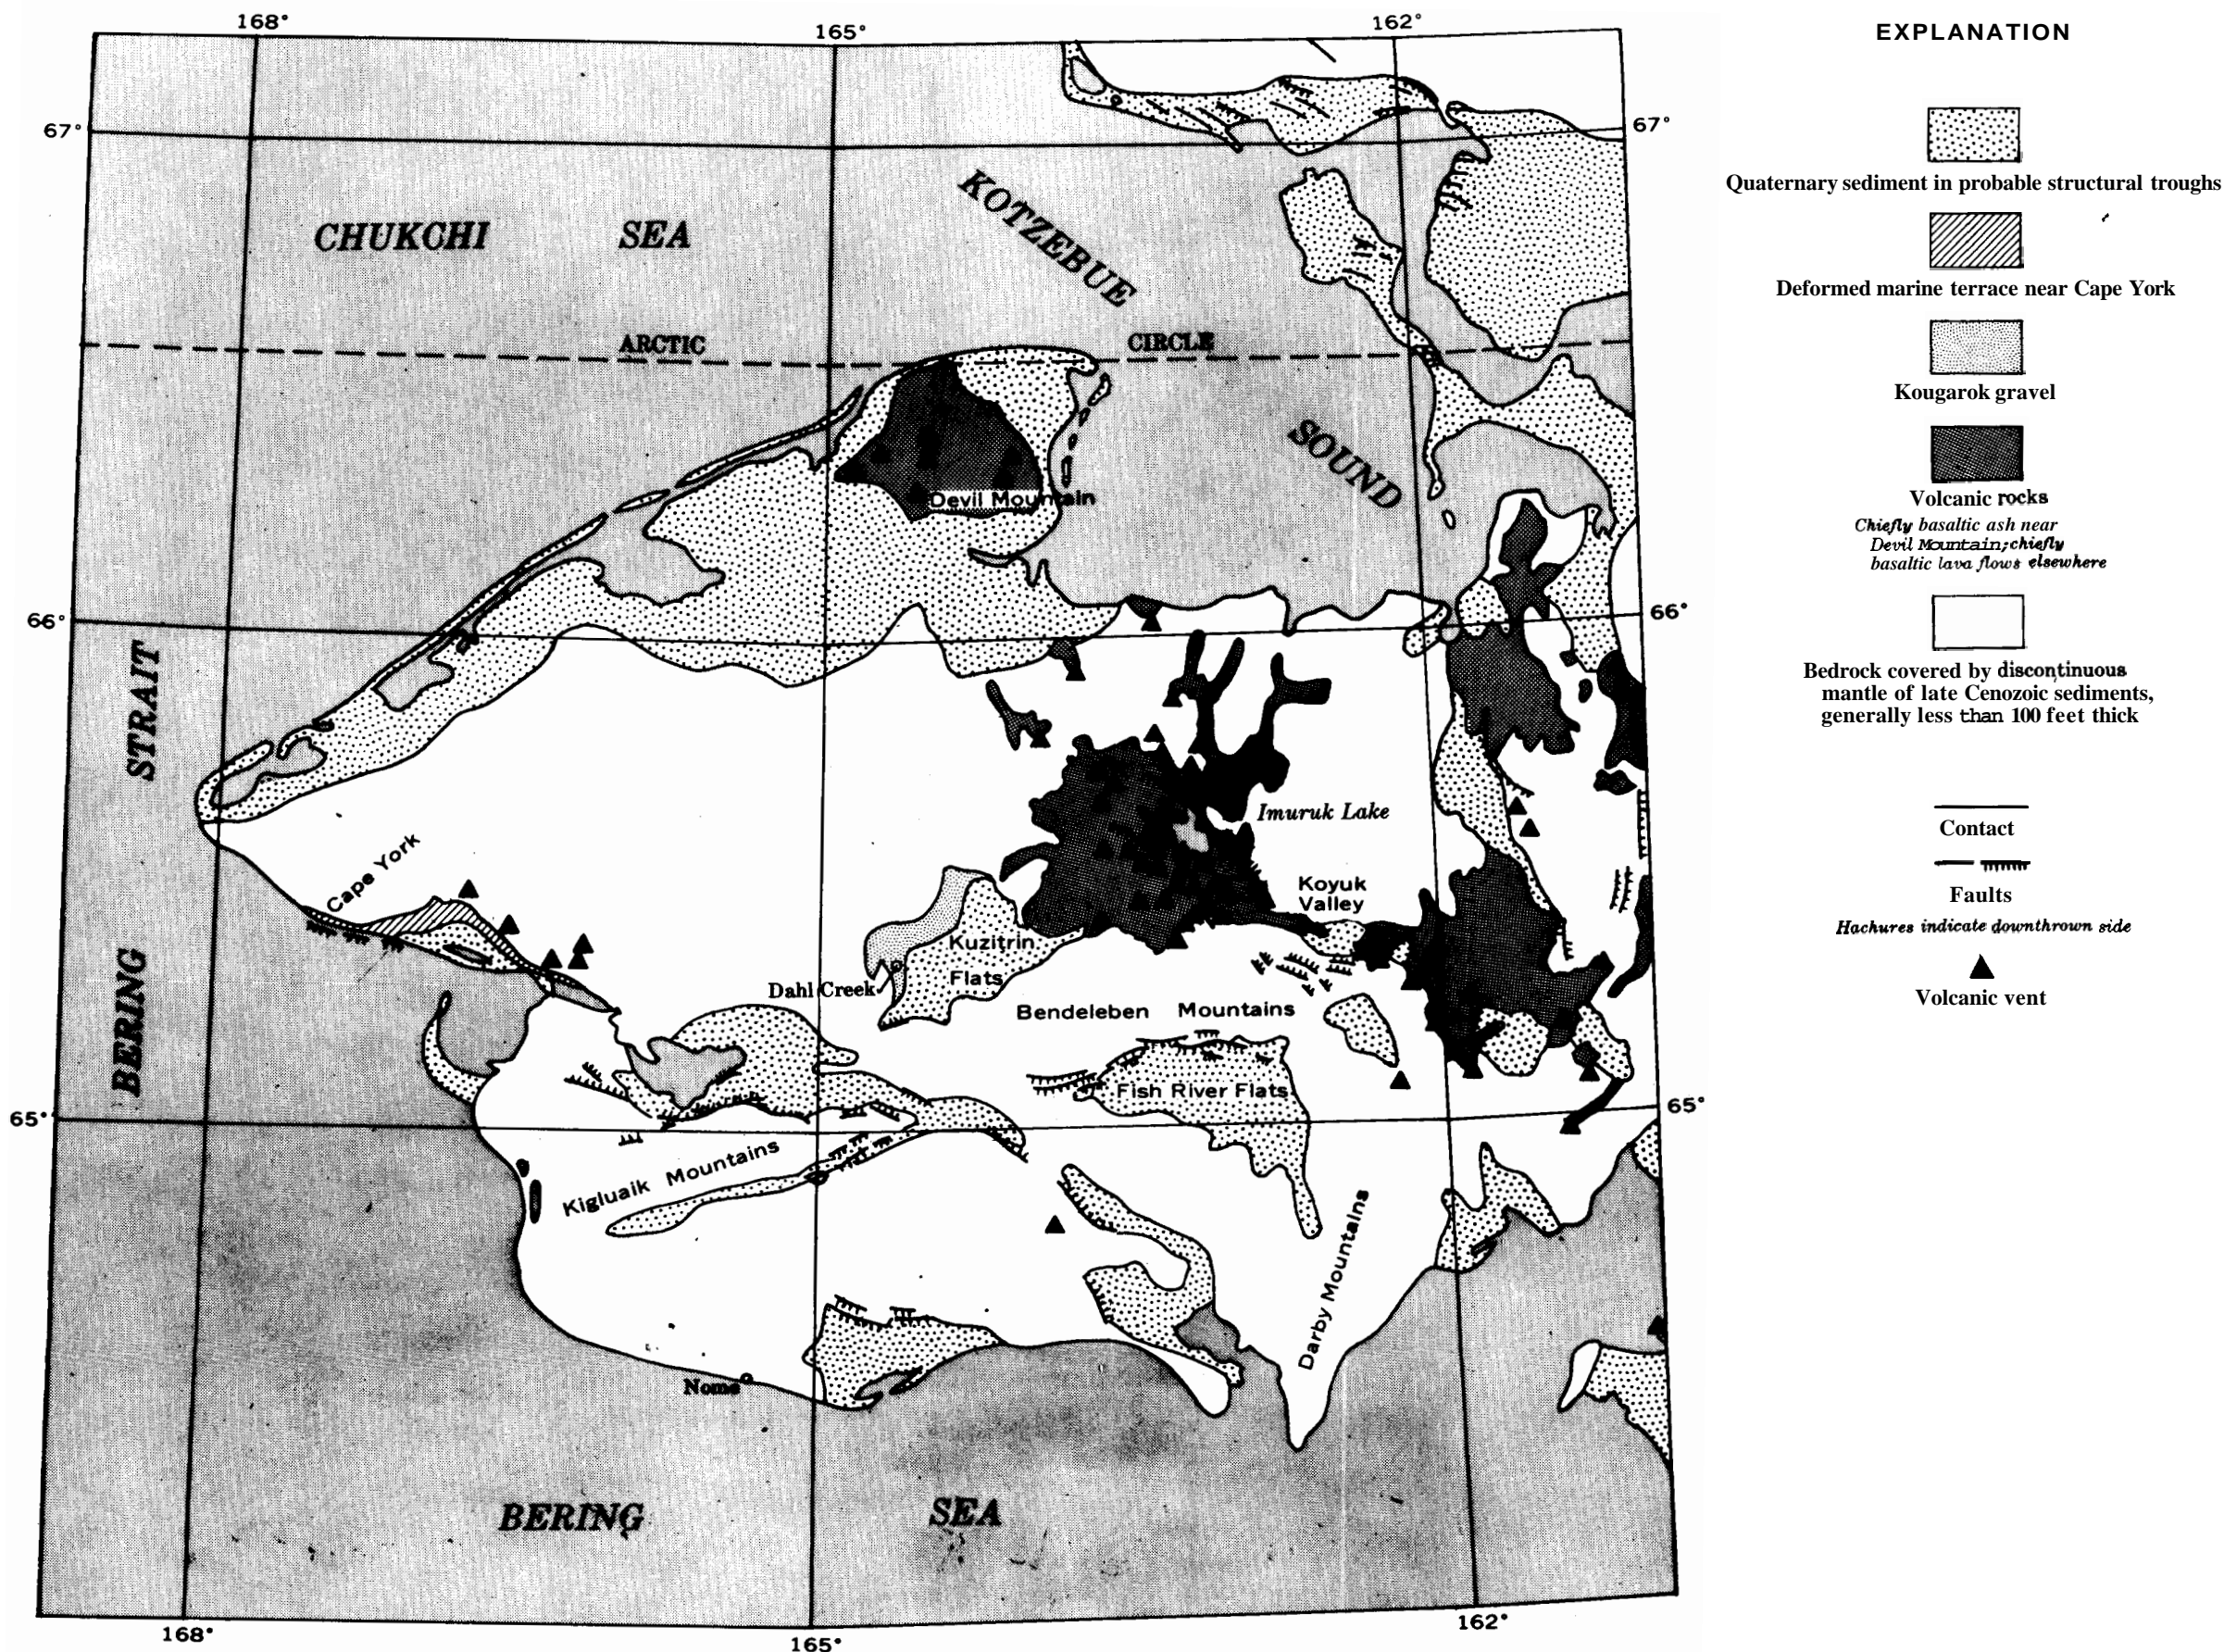 168°
165°
162°
67°
67°
CHUKCHI SEA
KOTZEBUE
SOUND
ARCTIC CIRCLE
Devil Mountain
66°
66°
BERING STRAIT
Imuruk Lake
Cape York
Koyuk
Valley
Kuzitrin
Flats
Dahl Creek
Bendeleben Mountains
Fish River Flats
65°
65°
Kigluaik Mountains
Darby Mountains
Nome
BERING SEA
168°
165°
162°
EXPLANATION
Quaternary sediment in probable structural troughs
Deformed marine terrace near Cape York
Kougarok gravel
Volcanic rocks
Chiefly basaltic ash near
Devil Mountain; chiefly
basaltic lava flows elsewhere
Bedrock covered by discontinuous
mantle of late Cenozoic sediments,
generally less than 100 feet thick
Contact
Faults
Hachures indicate downthrown side
Volcanic vent